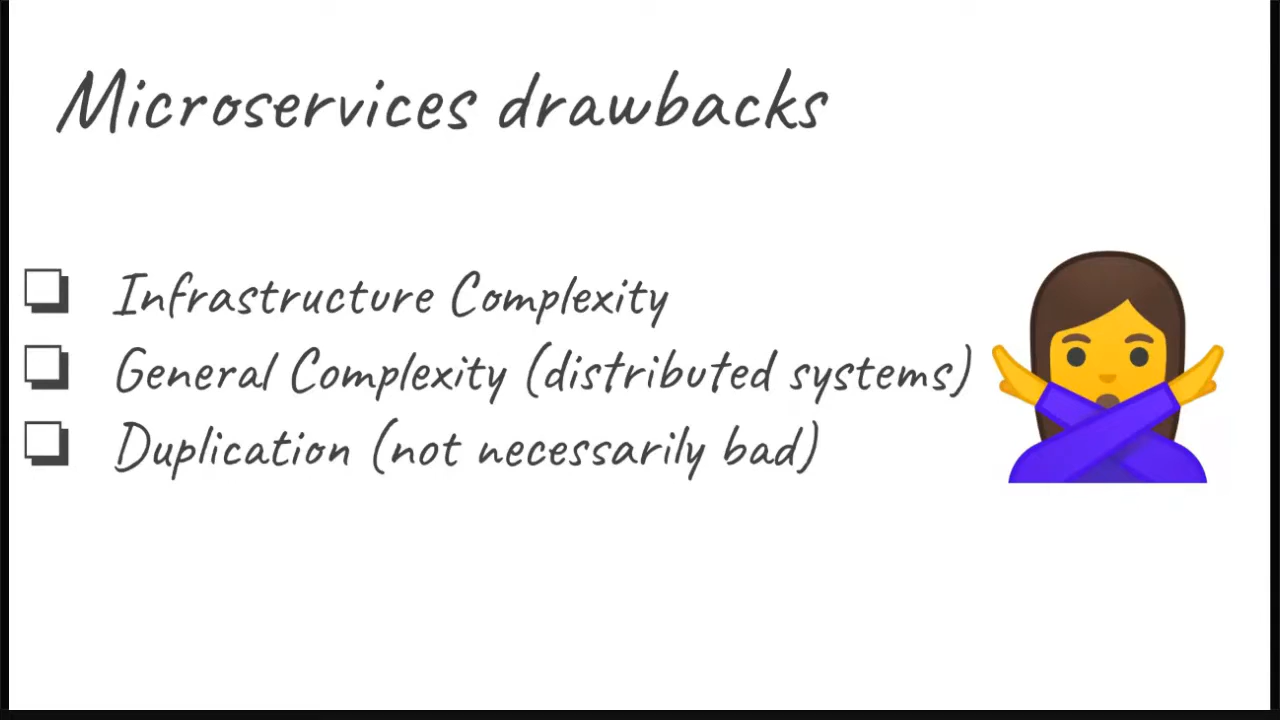 Microservices drawbacks
Infrastructure Complexity
General Complexity (distributed systems)
Duplication (not necessarily bad)